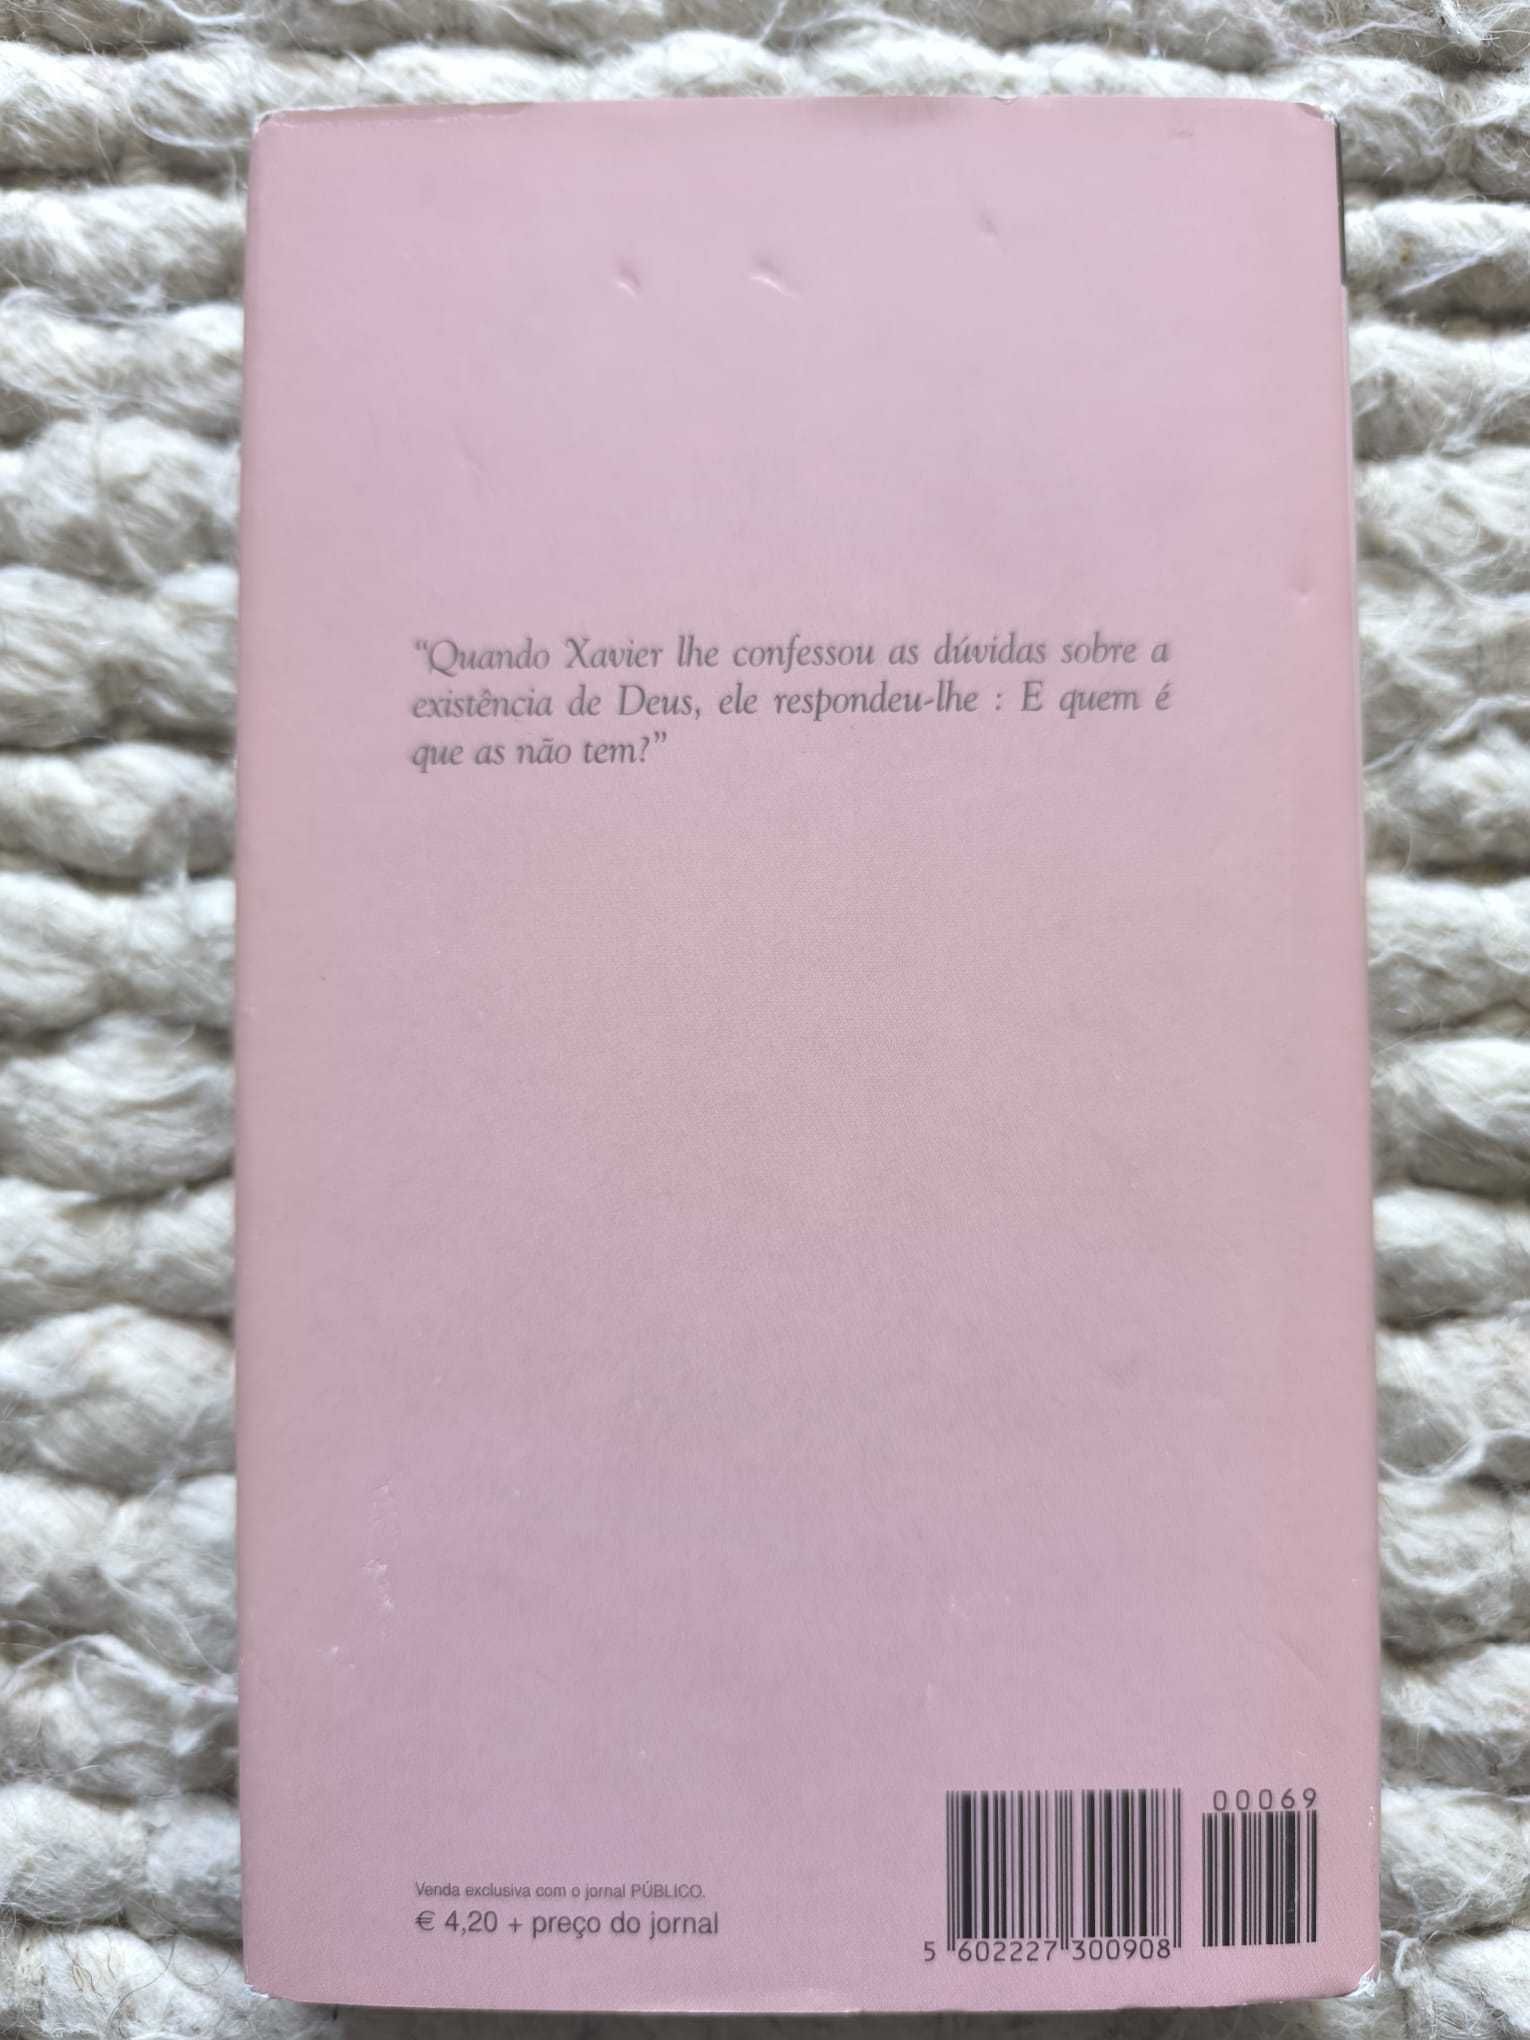 “Quando Xavier lhe confessou as dúvidas sobre a
existência de Deus, ele respondeu-lhe : E quem é
que as não tem?”
Venda exclusiva com o jornal PÚBLICO.
€ 4,20 + preço do jornal
00069
5 602227 300908